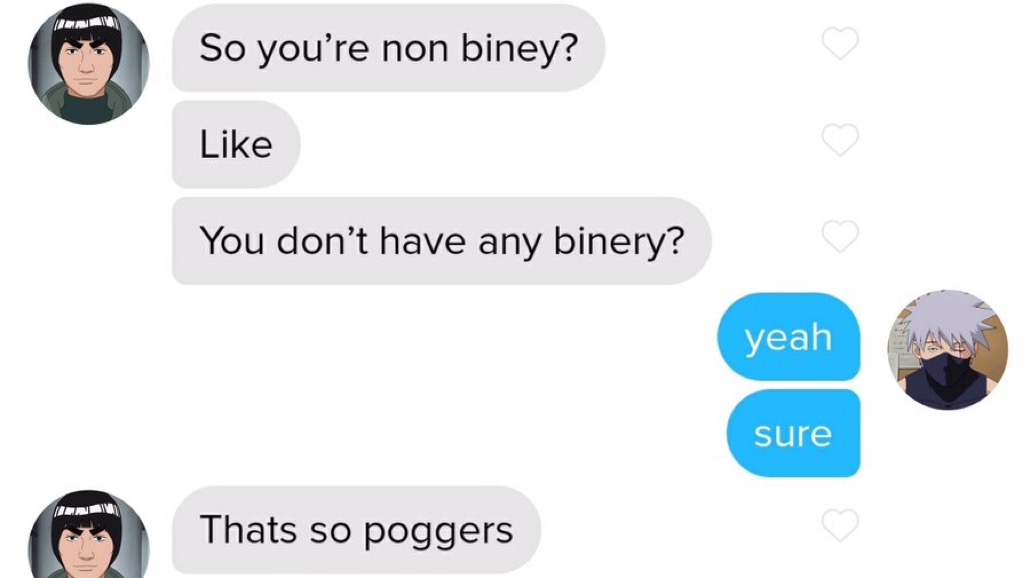 So you’re non biney?
Like
You don’t have any binery?
yeah
sure
Thats so poggers